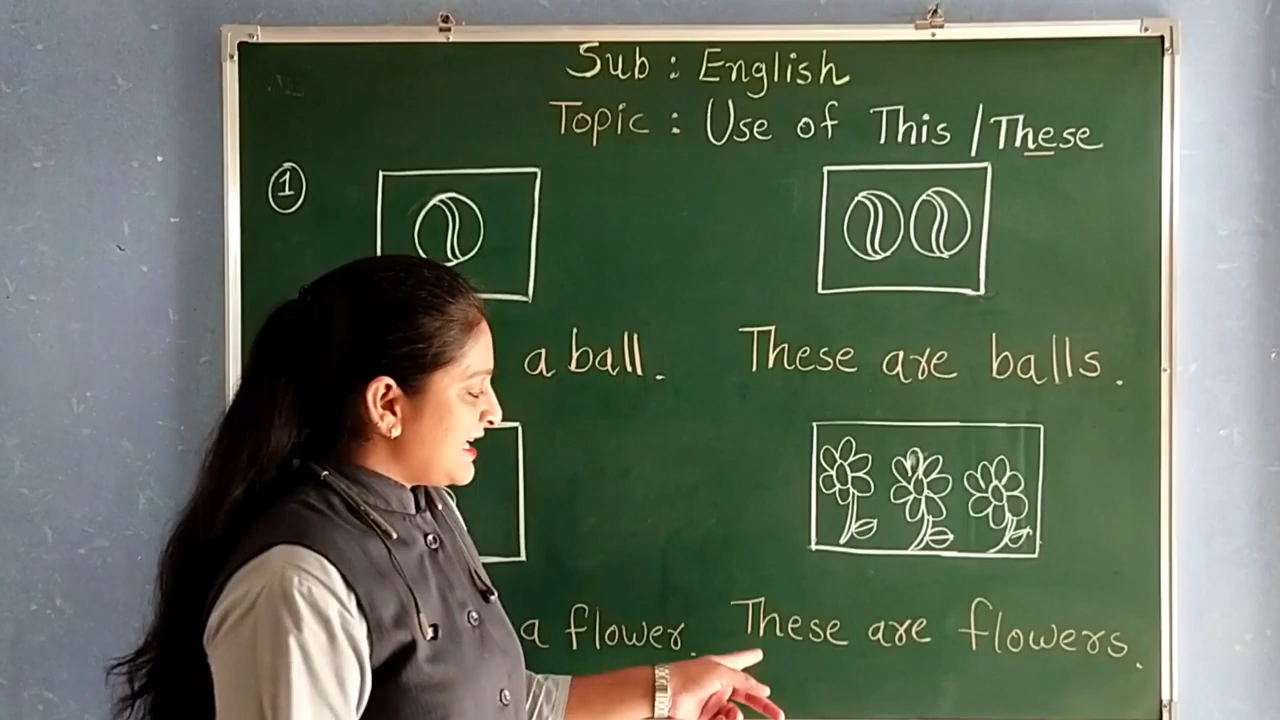 Sub : English
Topic : Use of This / These
1
a ball. These are balls.
a flower. These are flowers.